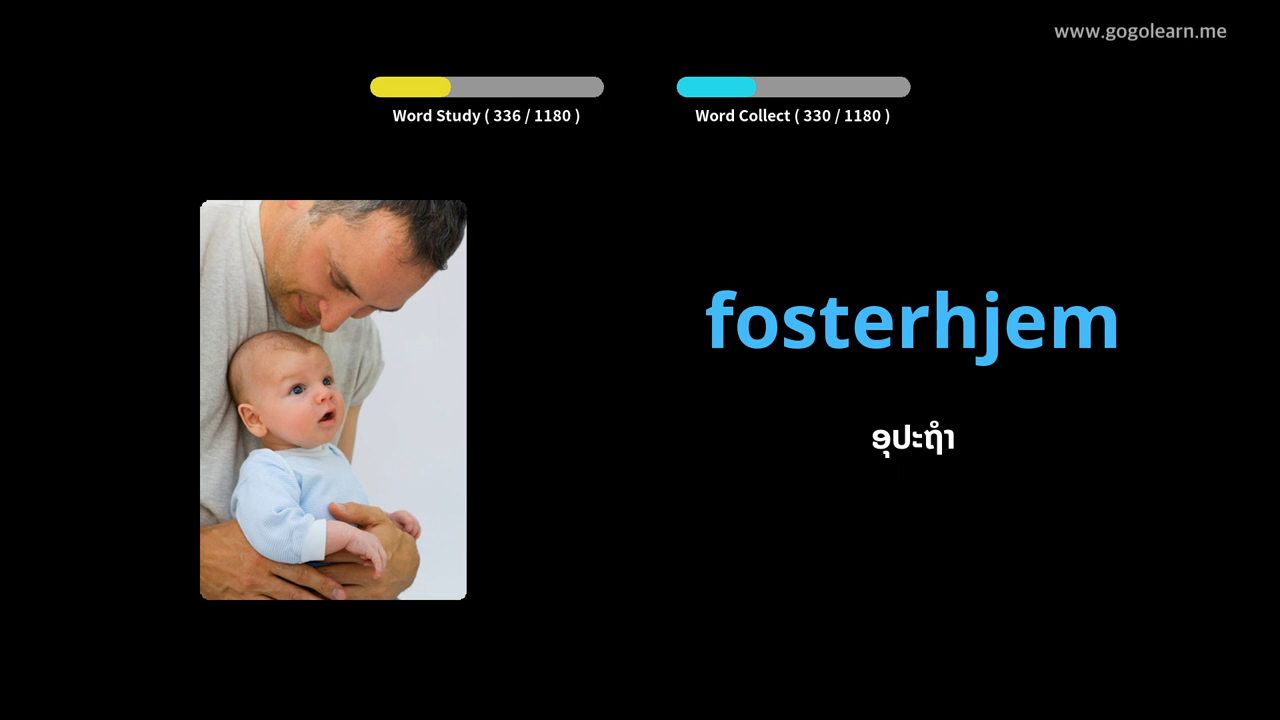 www.gogolearn.me
Word Study ( 336 / 1180 )
Word Collect ( 330 / 1180 )
fosterhjem
ອຸປະຖໍາ